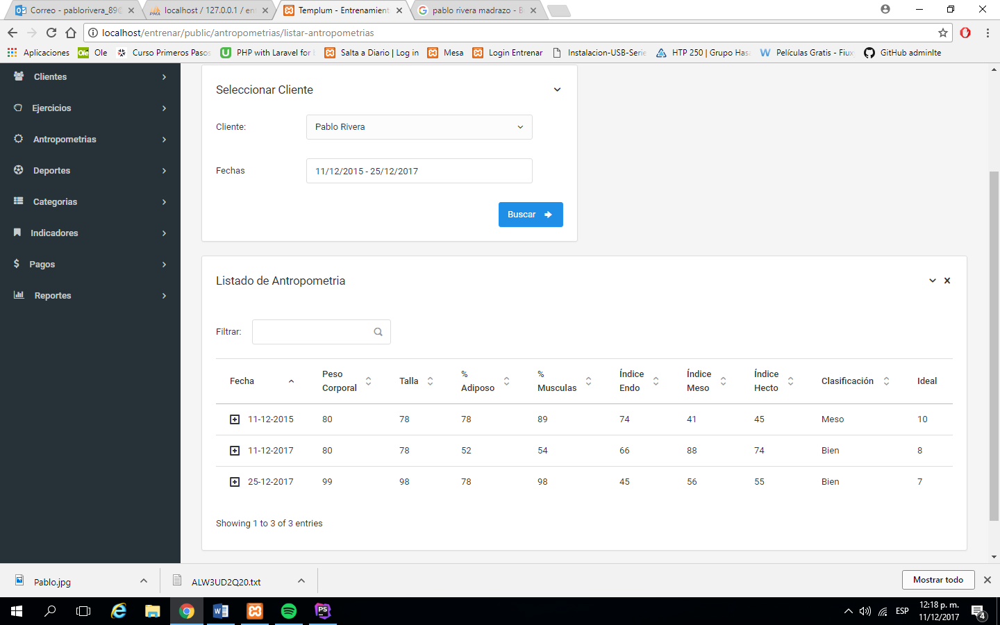 Correo - pablorivera_89@
localhost / 127.0.0.1 / en
Templum - Entrenamient
pablo rivera madrazo - B
localhost/entrenar/public/antropometrias/listar-antropometrias
Aplicaciones
Ole
Curso Primeros Pasos
PHP with Laravel for
Salta a Diario | Log in
Mesa
Login Entrenar
Instalacion-USB-Serie
HTP 250 | Grupo Hasa
Películas Gratis - Fiux
GitHub adminlte
Clientes
Ejercicios
Antropometrias
Deportes
Categorias
Indicadores
Pagos
Reportes
Seleccionar Cliente
Cliente:
Pablo Rivera
Fechas
11/12/2015 - 25/12/2017
Buscar
Listado de Antropometria
Filtrar:
Fecha Peso Corporal Talla % Adiposo % Musculas Índice Endo Índice Meso Índice Hecto Clasificación Ideal
11-12-2015 80 78 78 89 74 41 45 Meso 10
11-12-2017 80 78 52 54 66 88 74 Bien 8
25-12-2017 99 98 78 98 45 56 55 Bien 7
Showing 1 to 3 of 3 entries
Pablo.jpg
ALW3UD2Q20.txt
Mostrar todo
ESP
12:18 p. m.
11/12/2017
4